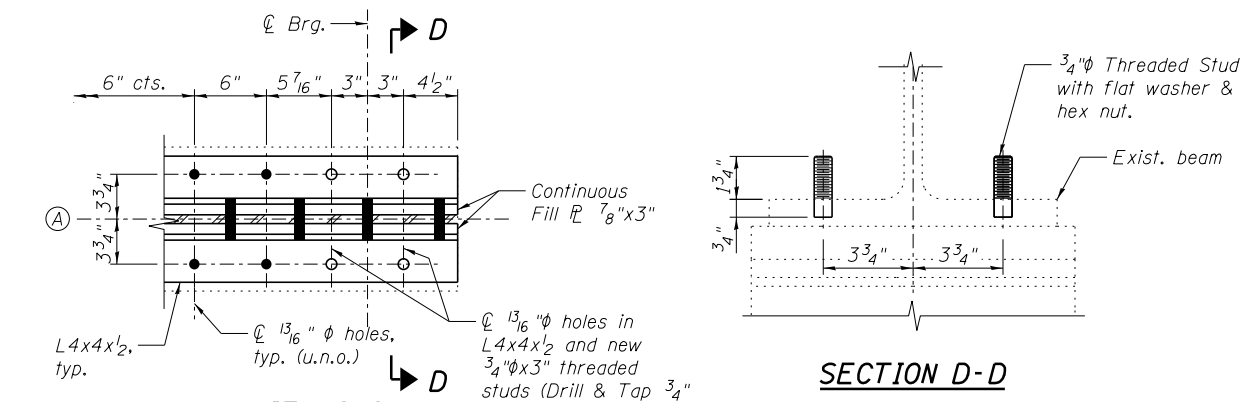 ℄ Brg.
D
6" cts.
6"
5 7/16"
3"
3"
4 1/2"
3 3/4"
3 3/4"
A
Continuous
Fill ℄ 7/8"x3"
L4x4x1/2,
typ.
℄ 13/16" ϕ holes,
typ. (u.n.o.)
℄ 13/16"ϕ holes in
L4x4x1/2 and new
3/4"ϕx3" threaded
studs (Drill & Tap 3/4"
D
3/4"ϕ Threaded Stud
with flat washer &
hex nut.
Exist. beam
1 3/4"
3/4"
3 3/4"
3 3/4"
SECTION D-D